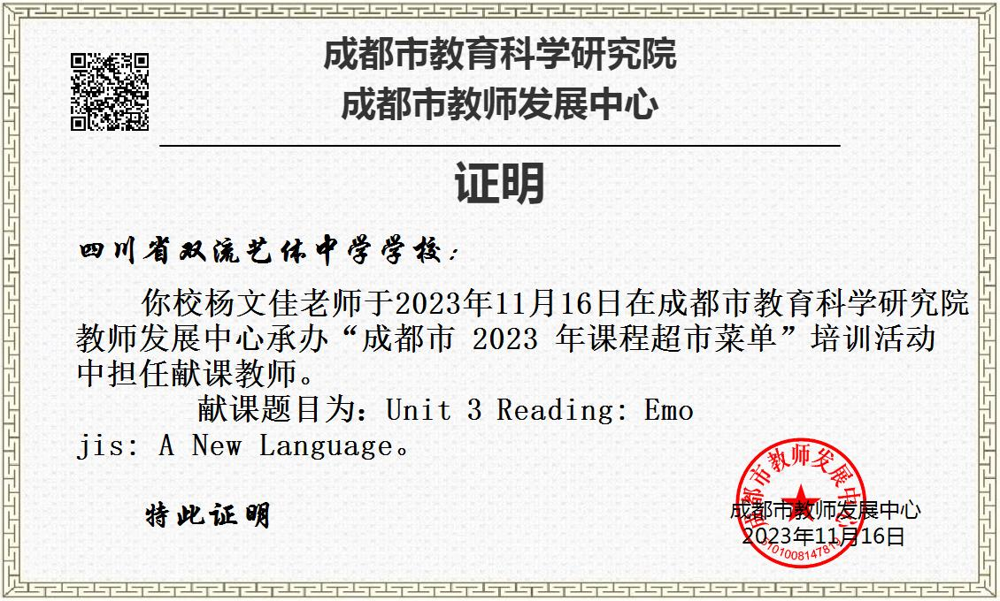 成都市教育科学研究院
成都市教师发展中心
证明
四川省双流艺体中学学校：
你校杨文佳老师于2023年11月16日在成都市教育科学研究院
教师发展中心承办“成都市 2023 年课程超市菜单”培训活动
中担任献课教师。
献课题目为：Unit 3 Reading: Emo
jis: A New Language。
特此证明
成都市教师发展中心
成都市教师发展中心
2023年11月16日
5101008147819